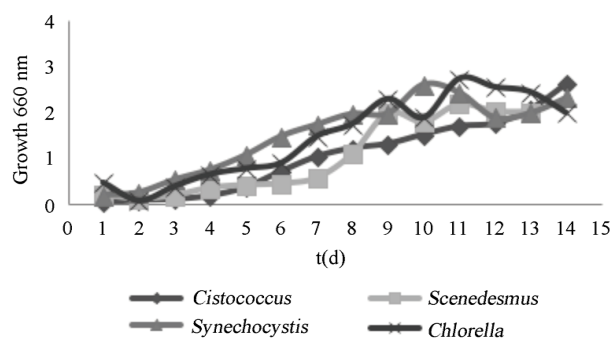 Growth 660 nm
4
3
2
1
0
0 1 2 3 4 5 6 7 8 9 10 11 12 13 14 15
t(d)
Cistococcus Scenedesmus
Synechocystis Chlorella